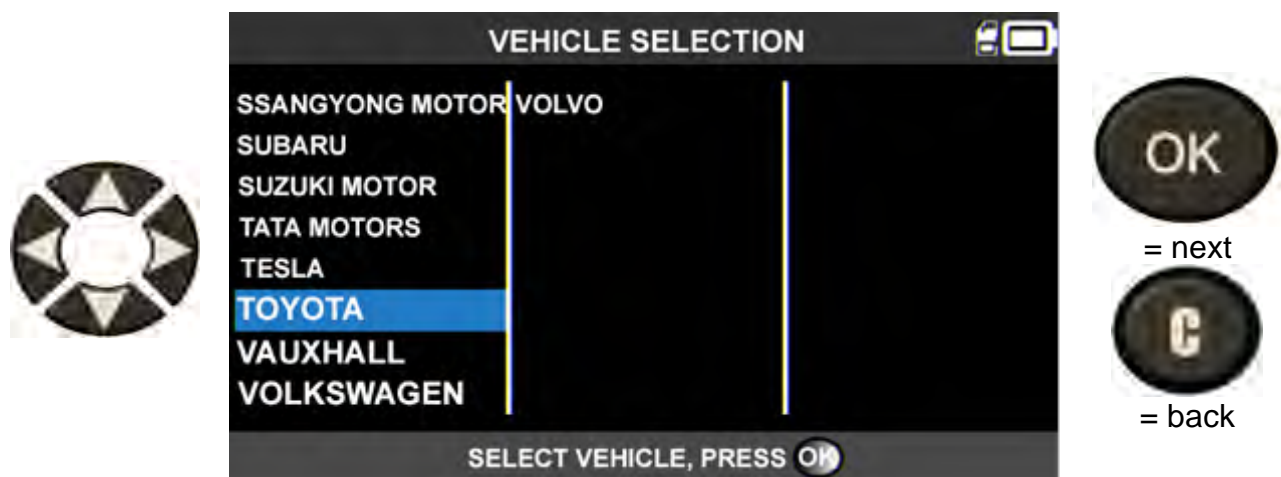 VEHICLE SELECTION
SSANGYONG MOTOR VOLVO
SUBARU
SUZUKI MOTOR
TATA MOTORS
TESLA
TOYOTA
VAUXHALL
VOLKSWAGEN
SELECT VEHICLE, PRESS OK
OK
= next
C
= back